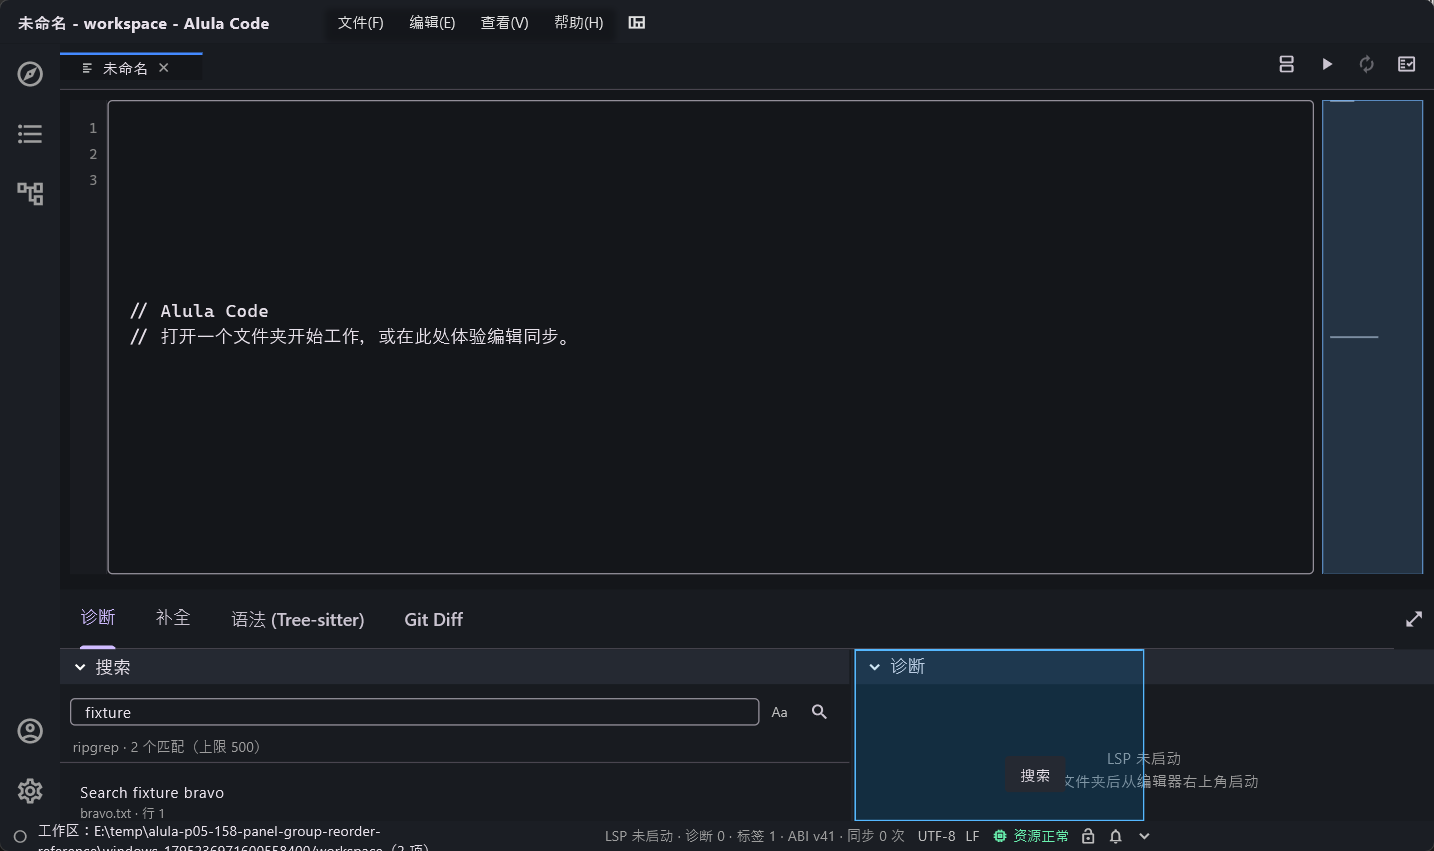 未命名 - workspace - Alula Code
文件(F) 编辑(E) 查看(V) 帮助(H)
未命名
1
2
3
// Alula Code
// 打开一个文件夹开始工作, 或在此处体验编辑同步。
诊断 补全 语法 (Tree-sitter) Git Diff
搜索
诊断
fixture
Aa
ripgrep · 2 个匹配（上限 500）
LSP 未启动
搜索
文件夹后从编辑器右上角启动
Search fixture bravo
bravo.txt · 行 1
工作区：E:\temp\alula-p05-158-panel-group-reorder-
reference\windows-1795236971600558400/workspace（2 项）
LSP 未启动 · 诊断 0 · 标签 1 · ABI v41 · 同步 0 次 UTF-8 LF 资源正常